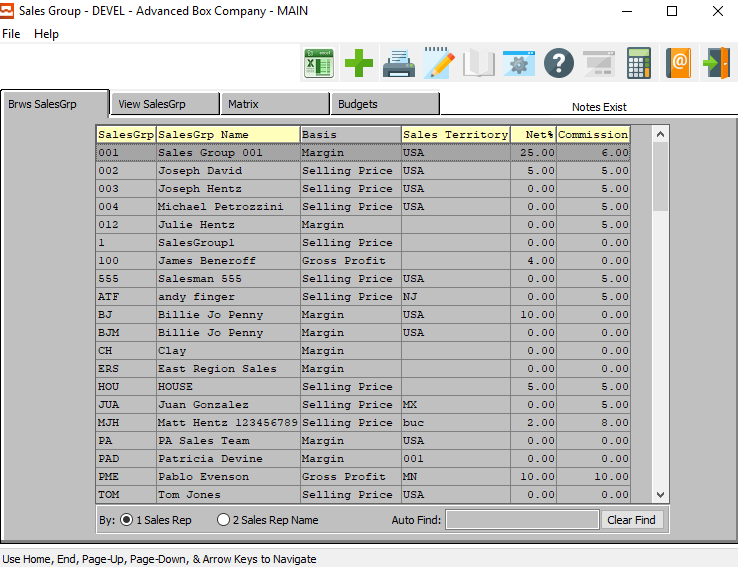 Sales Group - DEVEL - Advanced Box Company - MAIN
File Help
Brws SalesGrp View SalesGrp Matrix Budgets Notes Exist
SalesGrp SalesGrp Name Basis Sales Territory Net% Commission
001 Sales Group 001 Margin USA 25.00 6.00
002 Joseph David Selling Price USA 5.00 5.00
003 Joseph Hentz Selling Price USA 0.00 5.00
004 Michael Petrozzini Selling Price USA 0.00 5.00
012 Julie Hentz Margin 0.00 0.00
1 SalesGroup1 Selling Price 0.00 0.00
100 James Beneroff Gross Profit 4.00 0.00
555 Salesman 555 Selling Price USA 0.00 5.00
ATF andy finger Selling Price NJ 0.00 5.00
BJ Billie Jo Penny Margin USA 10.00 0.00
BJM Billie Jo Penny Margin USA 0.00 0.00
CH Clay Margin 0.00 0.00
ERS East Region Sales Margin 0.00 0.00
HOU HOUSE Selling Price 5.00 5.00
JUA Juan Gonzalez Selling Price MX 0.00 5.00
MJH Matt Hentz 123456789 Selling Price buc 2.00 8.00
PA PA Sales Team Margin USA 0.00 0.00
PAD Patricia Devine Margin 001 0.00 0.00
PME Pablo Evenson Gross Profit MN 10.00 10.00
TOM Tom Jones Selling Price USA 0.00 0.00
By: 1 Sales Rep 2 Sales Rep Name Auto Find: Clear Find
Use Home, End, Page-Up, Page-Down, & Arrow Keys to Navigate